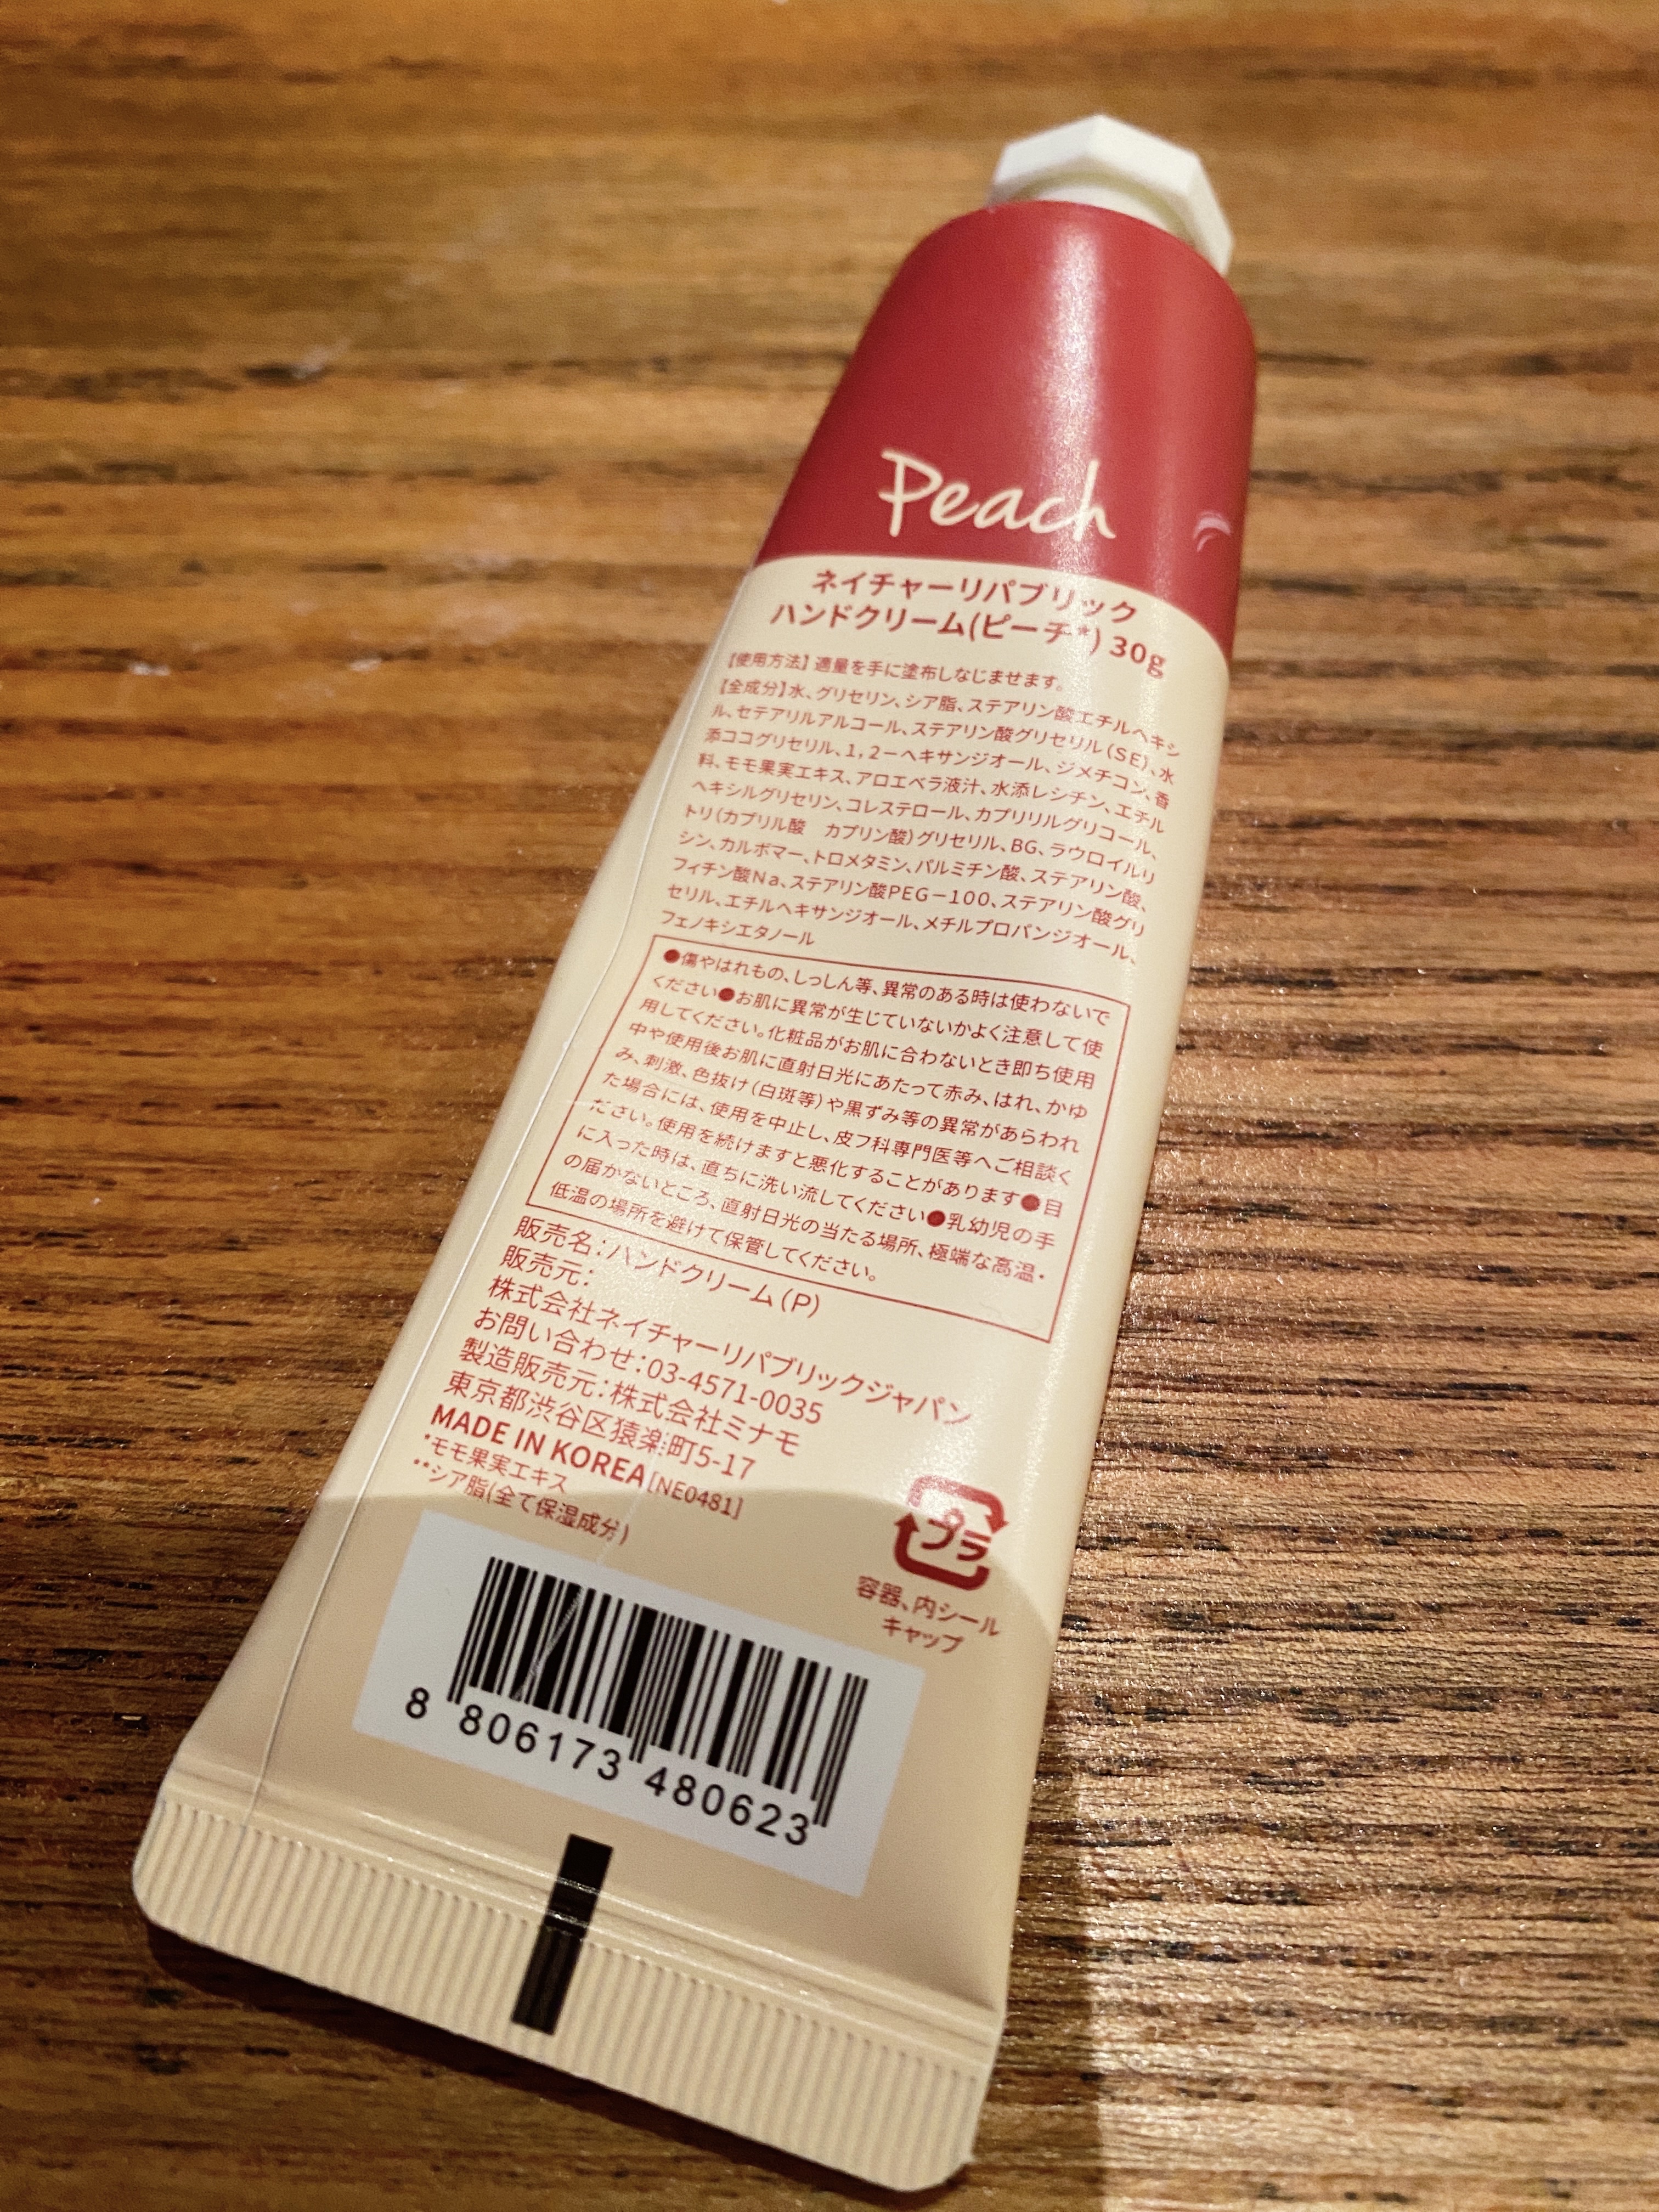 Peach
ネイチャーリパブリック
ハンドクリーム(ピーチ*) 30g
【使用方法】適量を手に塗布しなじませます。
【全成分】水、グリセリン、シア脂、ステアリン酸エチルヘキシ
ル、セテアリルアルコール、ステアリン酸グリセリル（SE）、水
添ココグリセリル、1，2－ヘキサンジオール、ジメチコン、香
料、モモ果実エキス、アロエベラ液汁、水添レシチン、エチル
ヘキシルグリセリン、コレステロール、カプリリルグリコール、
トリ（カプリル酸　カプリン酸）グリセリル、BG、ラウロイルリ
シン、カルボマー、トロメタミン、パルミチン酸、ステアリン酸、
フィチン酸Na、ステアリン酸PEG－100、ステアリン酸グリ
セリル、エチルヘキサンジオール、メチルプロパンジオール、
フェノキシエタノール
●傷やはれもの、しっしん等、異常のある時は使わないで
ください●お肌に異常が生じていないかよく注意して使
用してください。化粧品がお肌に合わないとき即ち使用
中や使用後お肌に直射日光にあたって赤み、はれ、かゆ
み、刺激、色抜け（白斑等）や黒ずみ等の異常があらわれ
た場合には、使用を中止し、皮フ科専門医等へご相談く
ださい。使用を続けますと悪化することがあります●目
に入った時は、直ちに洗い流してください●乳幼児の手
の届かないところ、直射日光の当たる場所、極端な高温・
低温の場所を避けて保管してください。
販売名：ハンドクリーム（P）
販売元：
株式会社ネイチャーリパブリックジャパン
お問い合わせ：03-4571-0035
製造販売元：株式会社ミナモ
東京都渋谷区猿楽町5-17
MADE IN KOREA [NE0481]
*モモ果実エキス
**シア脂(全て保湿成分)
プラ
容器、内シール
キャップ
8 806173 480623